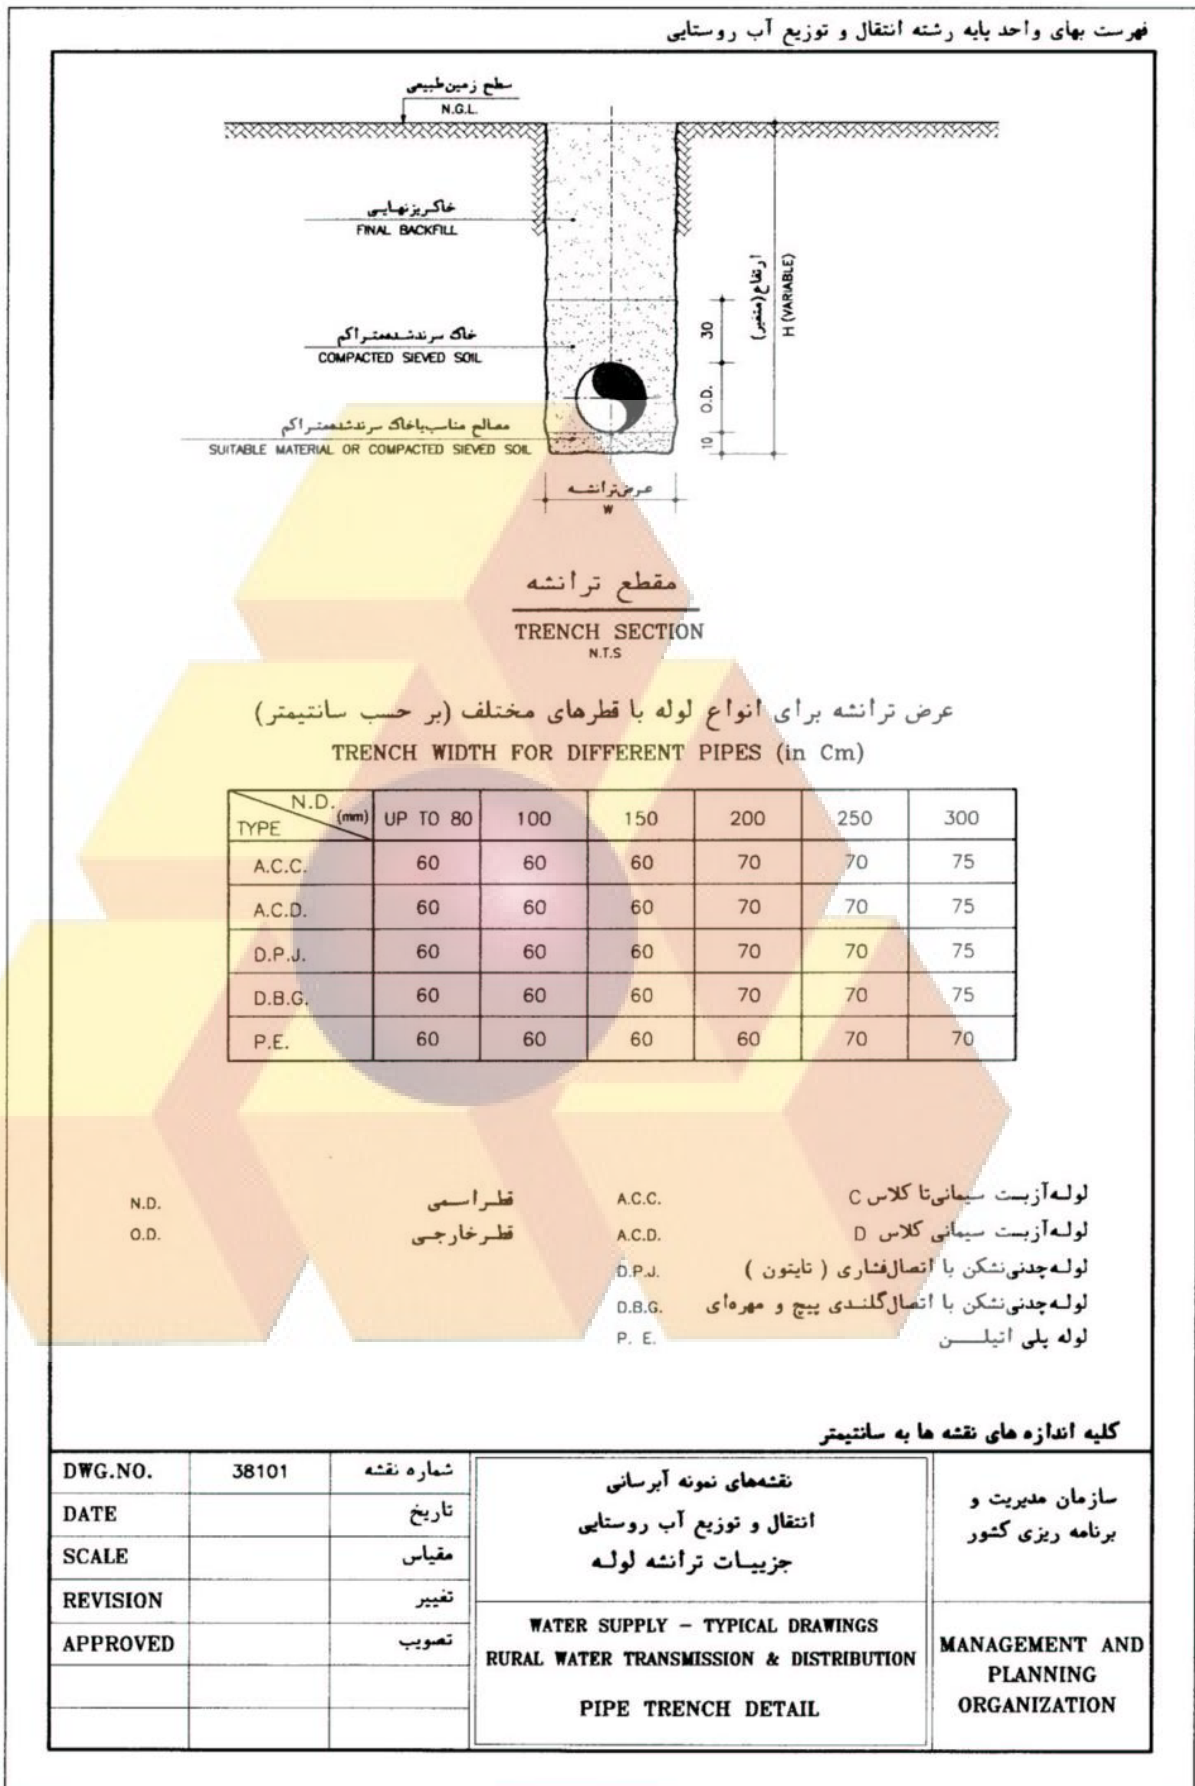 فهرست بهای واحد پایه رشته انتقال و توزیع آب روستایی
سطح زمین طبیعی
N.G.L.
خاکریز نهایی
FINAL BACKFILL
خاک سرند شده متراکم
COMPACTED SIEVED SOIL
مصالح مناسب یا خاک سرند شده متراکم
SUITABLE MATERIAL OR COMPACTED SIEVED SOIL
30
O.D.
10
ارتفاع (متغیر)
H (VARIABLE)
عرض ترانشه
W
مقطع ترانشه
TRENCH SECTION
N.T.S
عرض ترانشه برای انواع لوله با قطرهای مختلف (بر حسب سانتیمتر)
TRENCH WIDTH FOR DIFFERENT PIPES (in Cm)
TYPE N.D. (mm) UP TO 80 100 150 200 250 300
A.C.C. 60 60 60 70 70 75
A.C.D. 60 60 60 70 70 75
D.P.J. 60 60 60 70 70 75
D.B.G. 60 60 60 70 70 75
P.E. 60 60 60 60 70 70
لوله آزبست سیمانی تا کلاس C A.C.C.
لوله آزبست سیمانی کلاس D A.C.D.
لوله چدنی نشکن با اتصال فشاری ( تایتون ) D.P.J.
لوله چدنی نشکن با اتصال گلندی پیچ و مهره‌ای D.B.G.
لوله پلی اتیلن P. E.
قطر اسمی N.D.
قطر خارجی O.D.
کلیه اندازه های نقشه ها به سانتیمتر
DWG.NO. 38101 شماره نقشه
DATE تاریخ
SCALE مقیاس
REVISION تغییر
APPROVED تصویب
نقشه‌های نمونه آبرسانی
انتقال و توزیع آب روستایی
جزییات ترانشه لوله
WATER SUPPLY – TYPICAL DRAWINGS
RURAL WATER TRANSMISSION & DISTRIBUTION
PIPE TRENCH DETAIL
سازمان مدیریت و
برنامه ریزی کشور
MANAGEMENT AND
PLANNING
ORGANIZATION